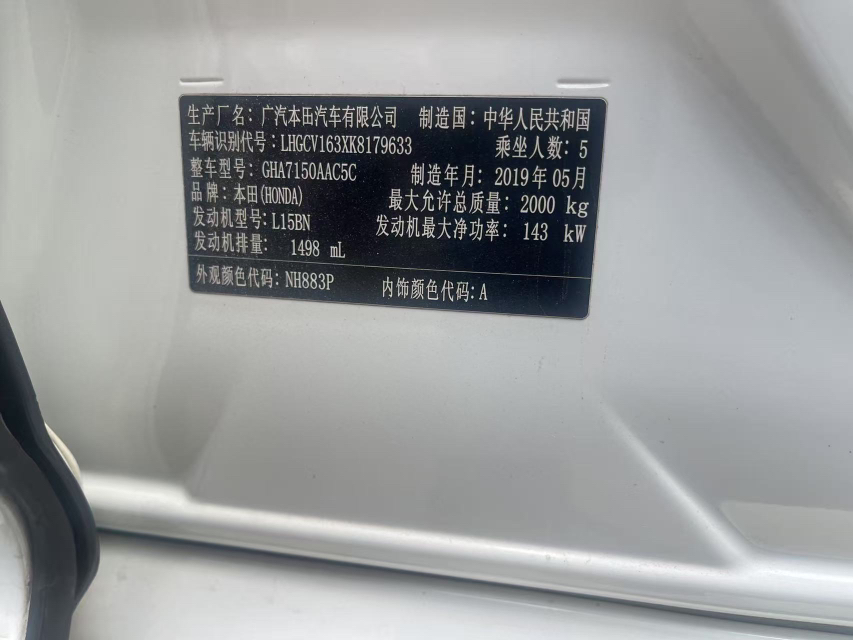 生产厂名：广汽本田汽车有限公司 制造国：中华人民共和国
车辆识别代号：LHGCV163XK8179633 乘坐人数：5
整车型号：GHA7150AAC5C 制造年月：2019年05月
品牌：本田(HONDA) 最大允许总质量：2000 kg
发动机型号：L15BN 发动机最大净功率：143 kW
发动机排量：1498 mL
外观颜色代码：NH883P 内饰颜色代码：A